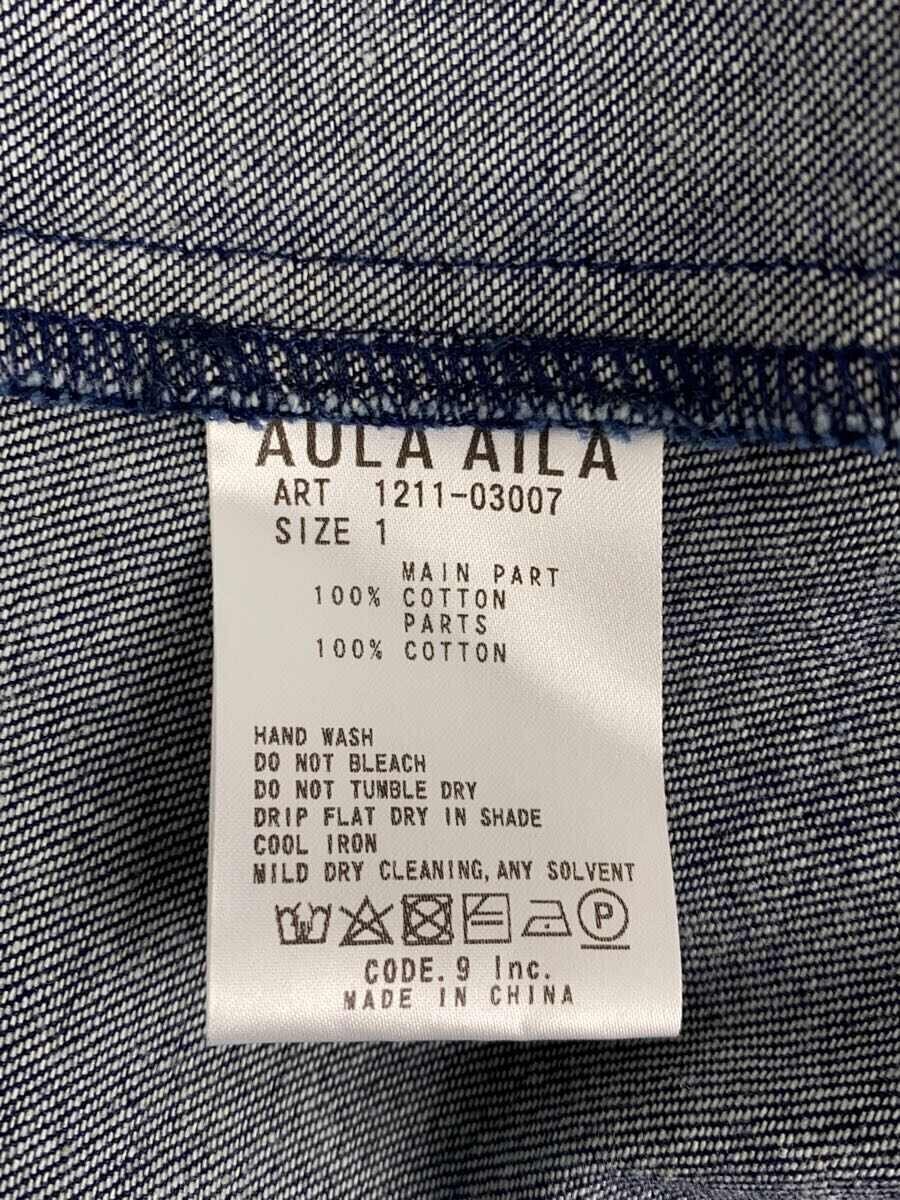 AULA AILA
ART 1211-03007
SIZE 1
MAIN PART
100% COTTON
PARTS
100% COTTON
HAND WASH
DO NOT BLEACH
DO NOT TUMBLE DRY
DRIP FLAT DRY IN SHADE
COOL IRON
MILD DRY CLEANING, ANY SOLVENT
P
CODE.9 Inc.
MADE IN CHINA